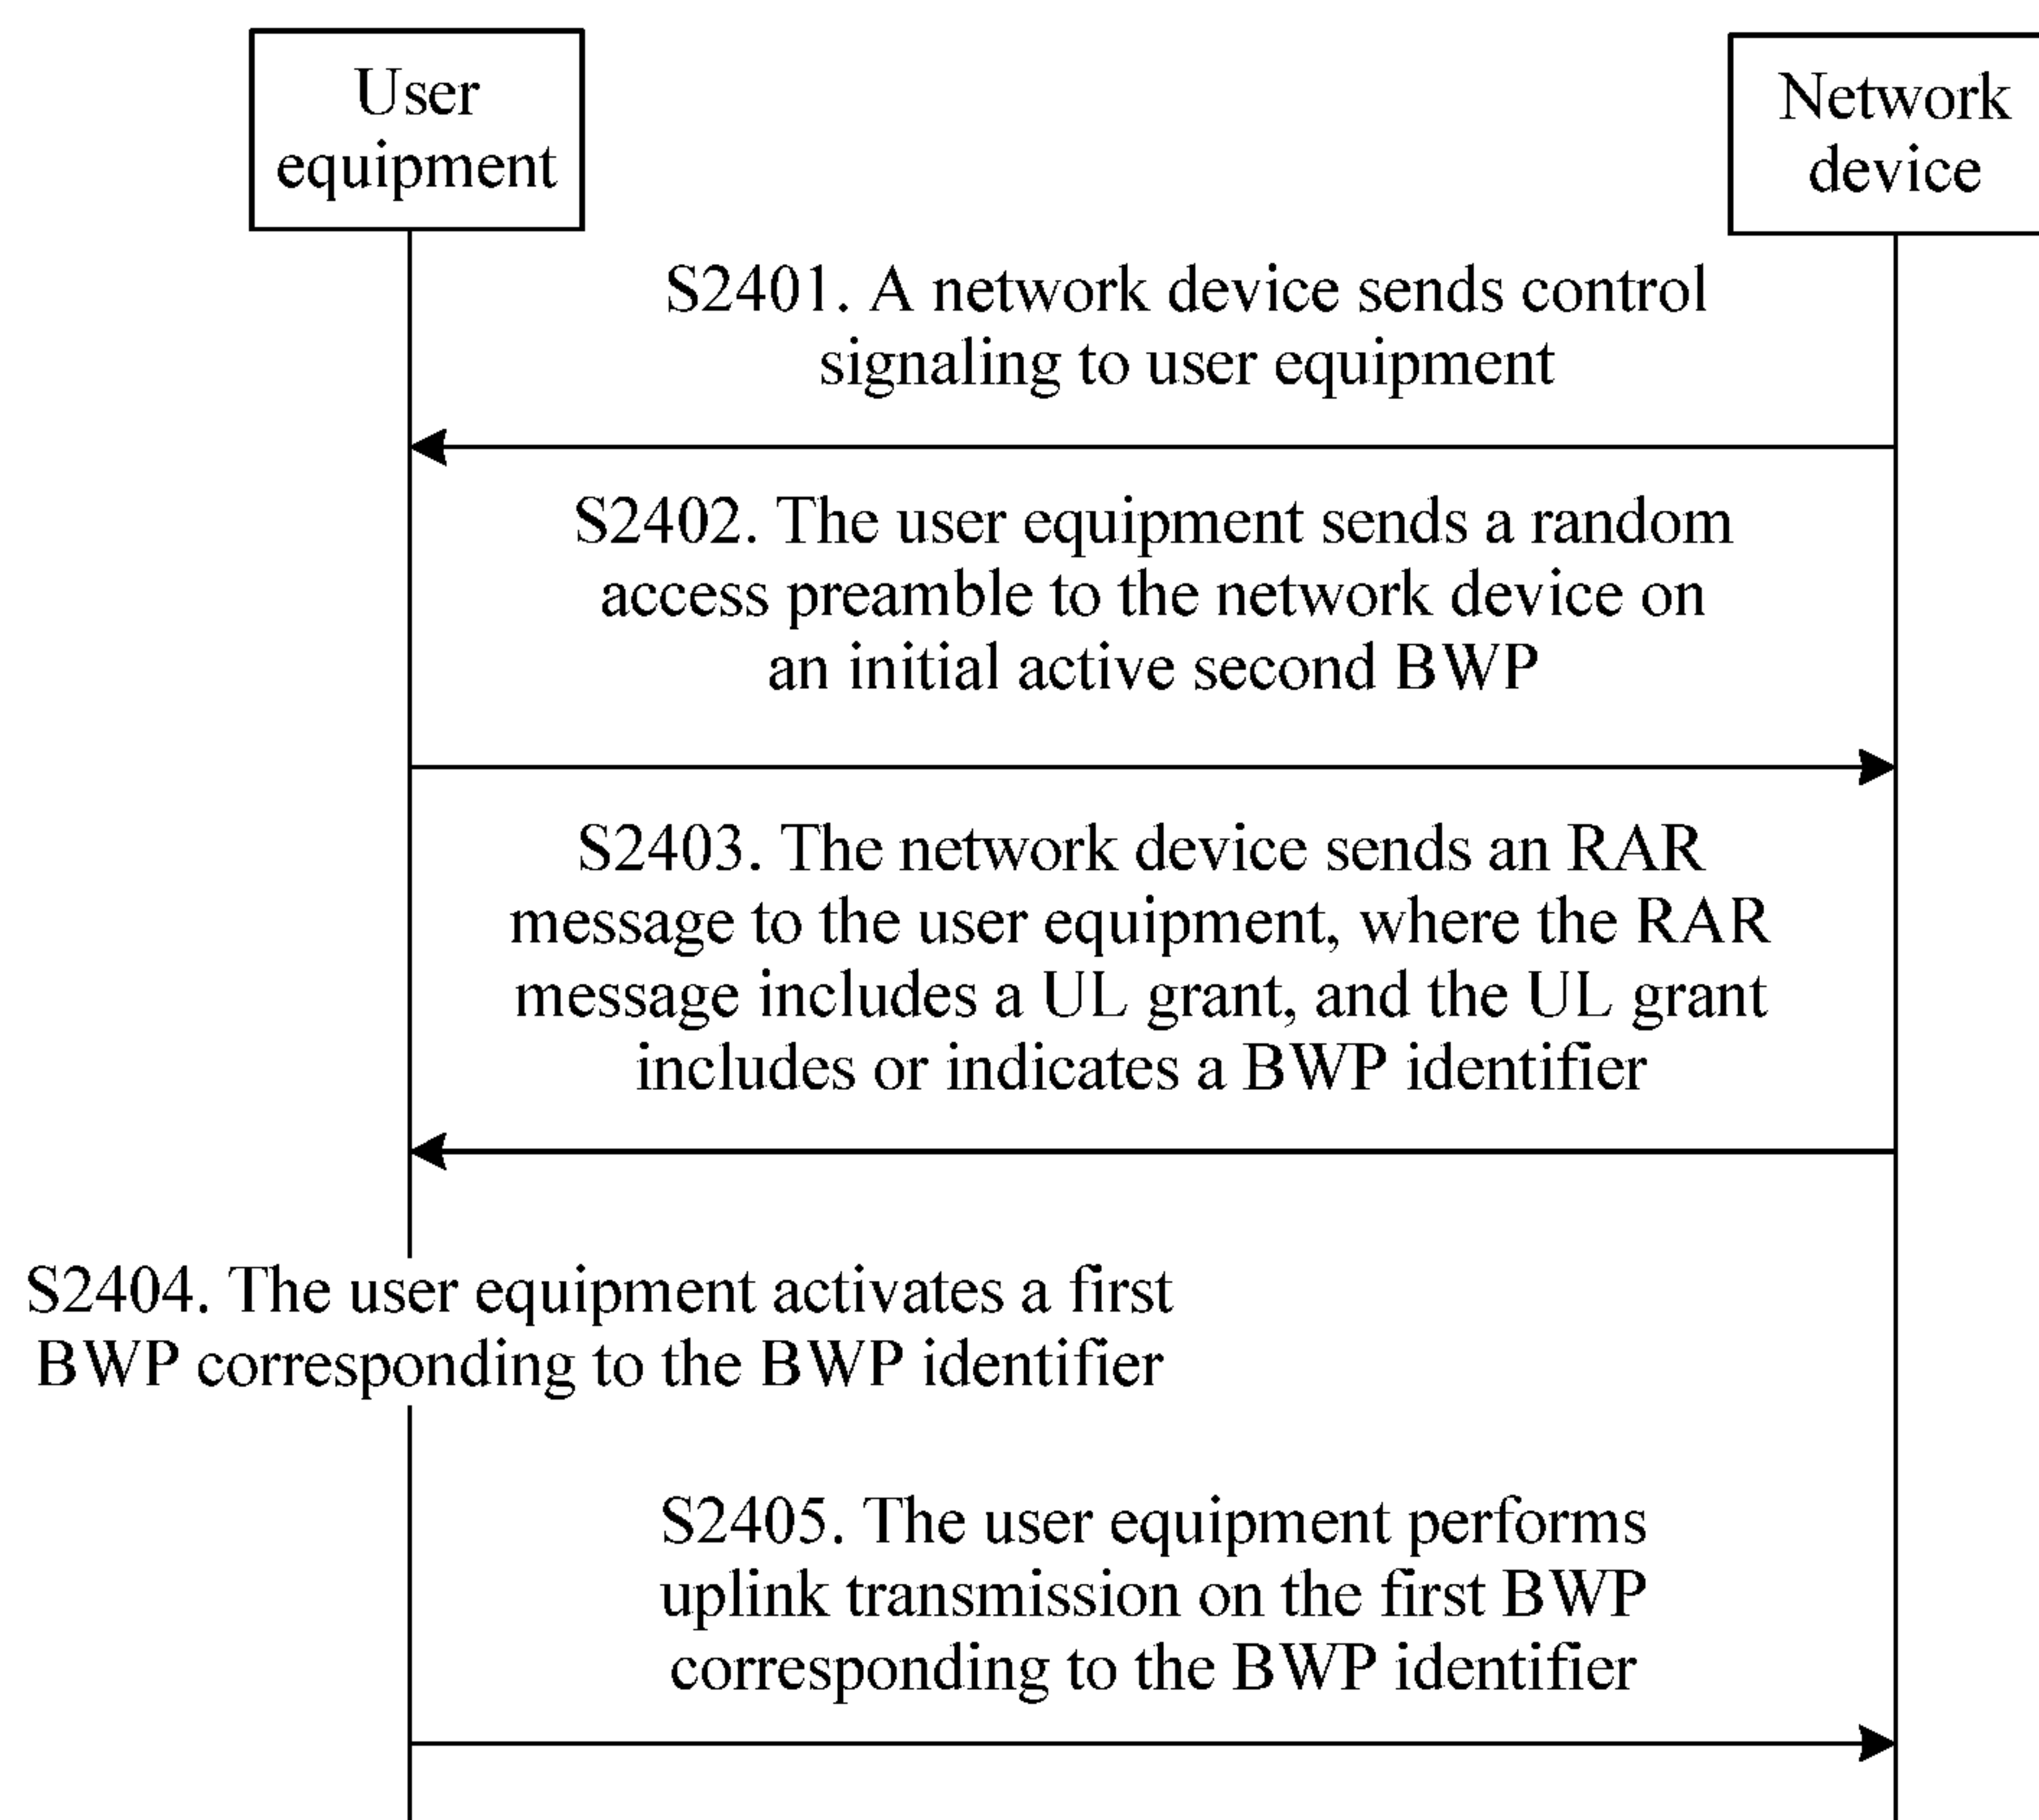 User
equipment
Network
device
S2401. A network device sends control
signaling to user equipment
S2402. The user equipment sends a random
access preamble to the network device on
an initial active second BWP
S2403. The network device sends an RAR
message to the user equipment, where the RAR
message includes a UL grant, and the UL grant
includes or indicates a BWP identifier
S2404. The user equipment activates a first
BWP corresponding to the BWP identifier
S2405. The user equipment performs
uplink transmission on the first BWP
corresponding to the BWP identifier